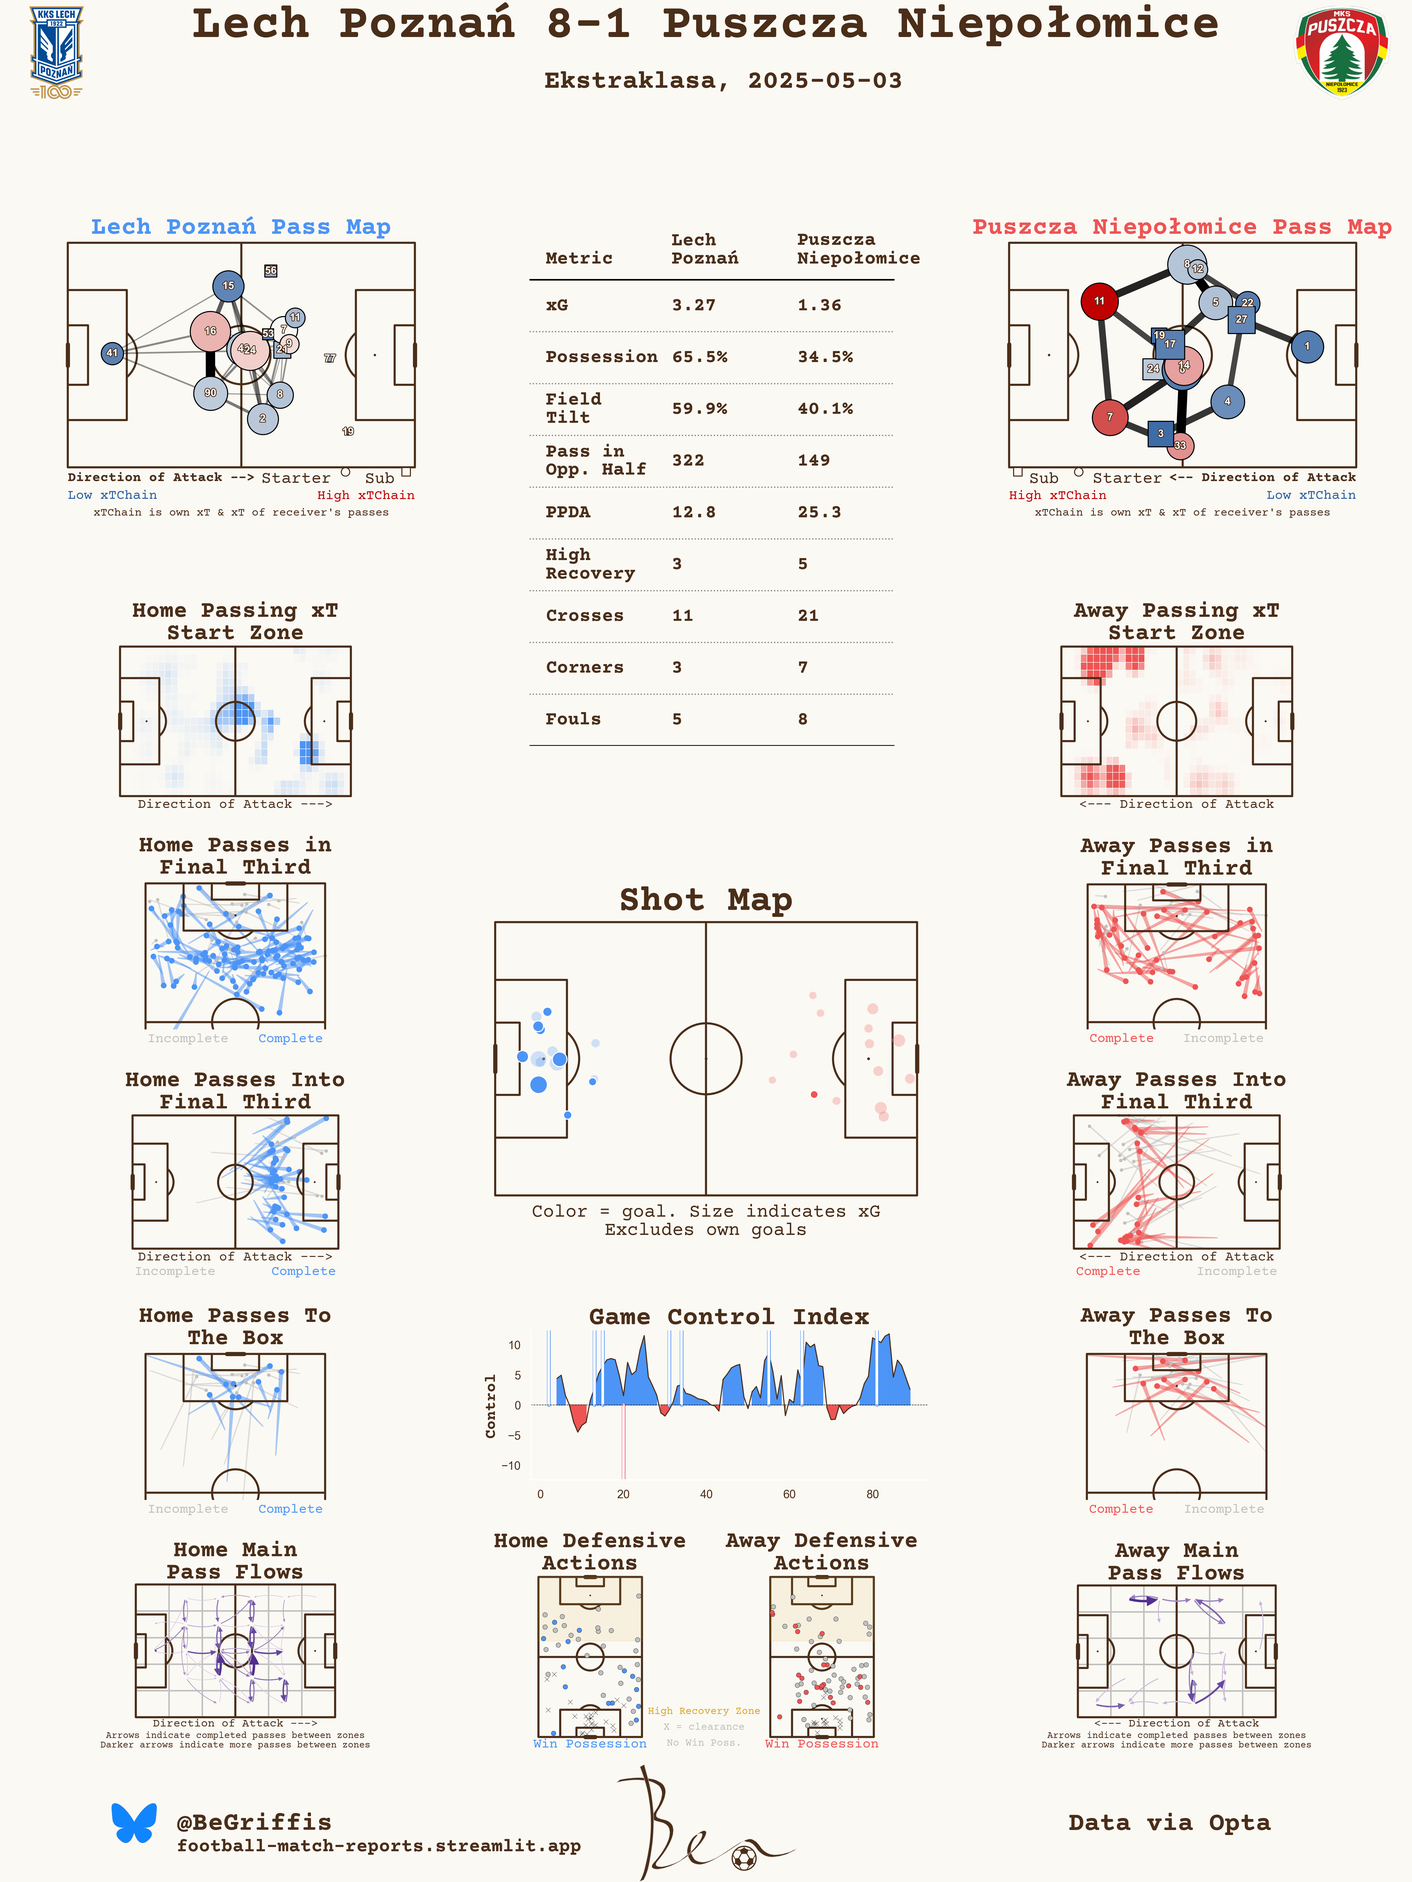 Lech Poznań 8-1 Puszcza Niepołomice
Ekstraklasa, 2025-05-03
KKS LECH
1922
POZNAŃ
100
MKS
PUSZCZA
NIEPOŁOMICE
1923
Lech Poznań Pass Map
56
15
11
7
16
53
9
21
24
41
77
90
8
2
19
Direction of Attack -->
Starter
Sub
Low xTChain
High xTChain
xTChain is own xT & xT of receiver's passes
Metric
Lech Poznań
Puszcza Niepołomice
xG 3.27 1.36
Possession 65.5% 34.5%
Field Tilt 59.9% 40.1%
Pass in Opp. Half 322 149
PPDA 12.8 25.3
High Recovery 3 5
Crosses 11 21
Corners 3 7
Fouls 5 8
Puszcza Niepołomice Pass Map
8
12
11
5
22
27
19
17
1
24
14
4
7
3
33
Sub
Starter
<-- Direction of Attack
High xTChain
Low xTChain
xTChain is own xT & xT of receiver's passes
Home Passing xT
Start Zone
Direction of Attack --->
Away Passing xT
Start Zone
<--- Direction of Attack
Home Passes in
Final Third
Incomplete
Complete
Shot Map
Color = goal. Size indicates xG
Excludes own goals
Away Passes in
Final Third
Complete
Incomplete
Home Passes Into
Final Third
Direction of Attack --->
Incomplete
Complete
Away Passes Into
Final Third
<--- Direction of Attack
Complete
Incomplete
Home Passes To
The Box
Incomplete
Complete
Game Control Index
Control
10
5
0
−5
−10
0
20
40
60
80
Away Passes To
The Box
Complete
Incomplete
Home Main
Pass Flows
Direction of Attack --->
Arrows indicate completed passes between zones
Darker arrows indicate more passes between zones
Home Defensive
Actions
Win Possession
Away Defensive
Actions
Win Possession
High Recovery Zone
X = clearance
No Win Poss.
Away Main
Pass Flows
<--- Direction of Attack
Arrows indicate completed passes between zones
Darker arrows indicate more passes between zones
@BeGriffis
football-match-reports.streamlit.app
Ben
Data via Opta